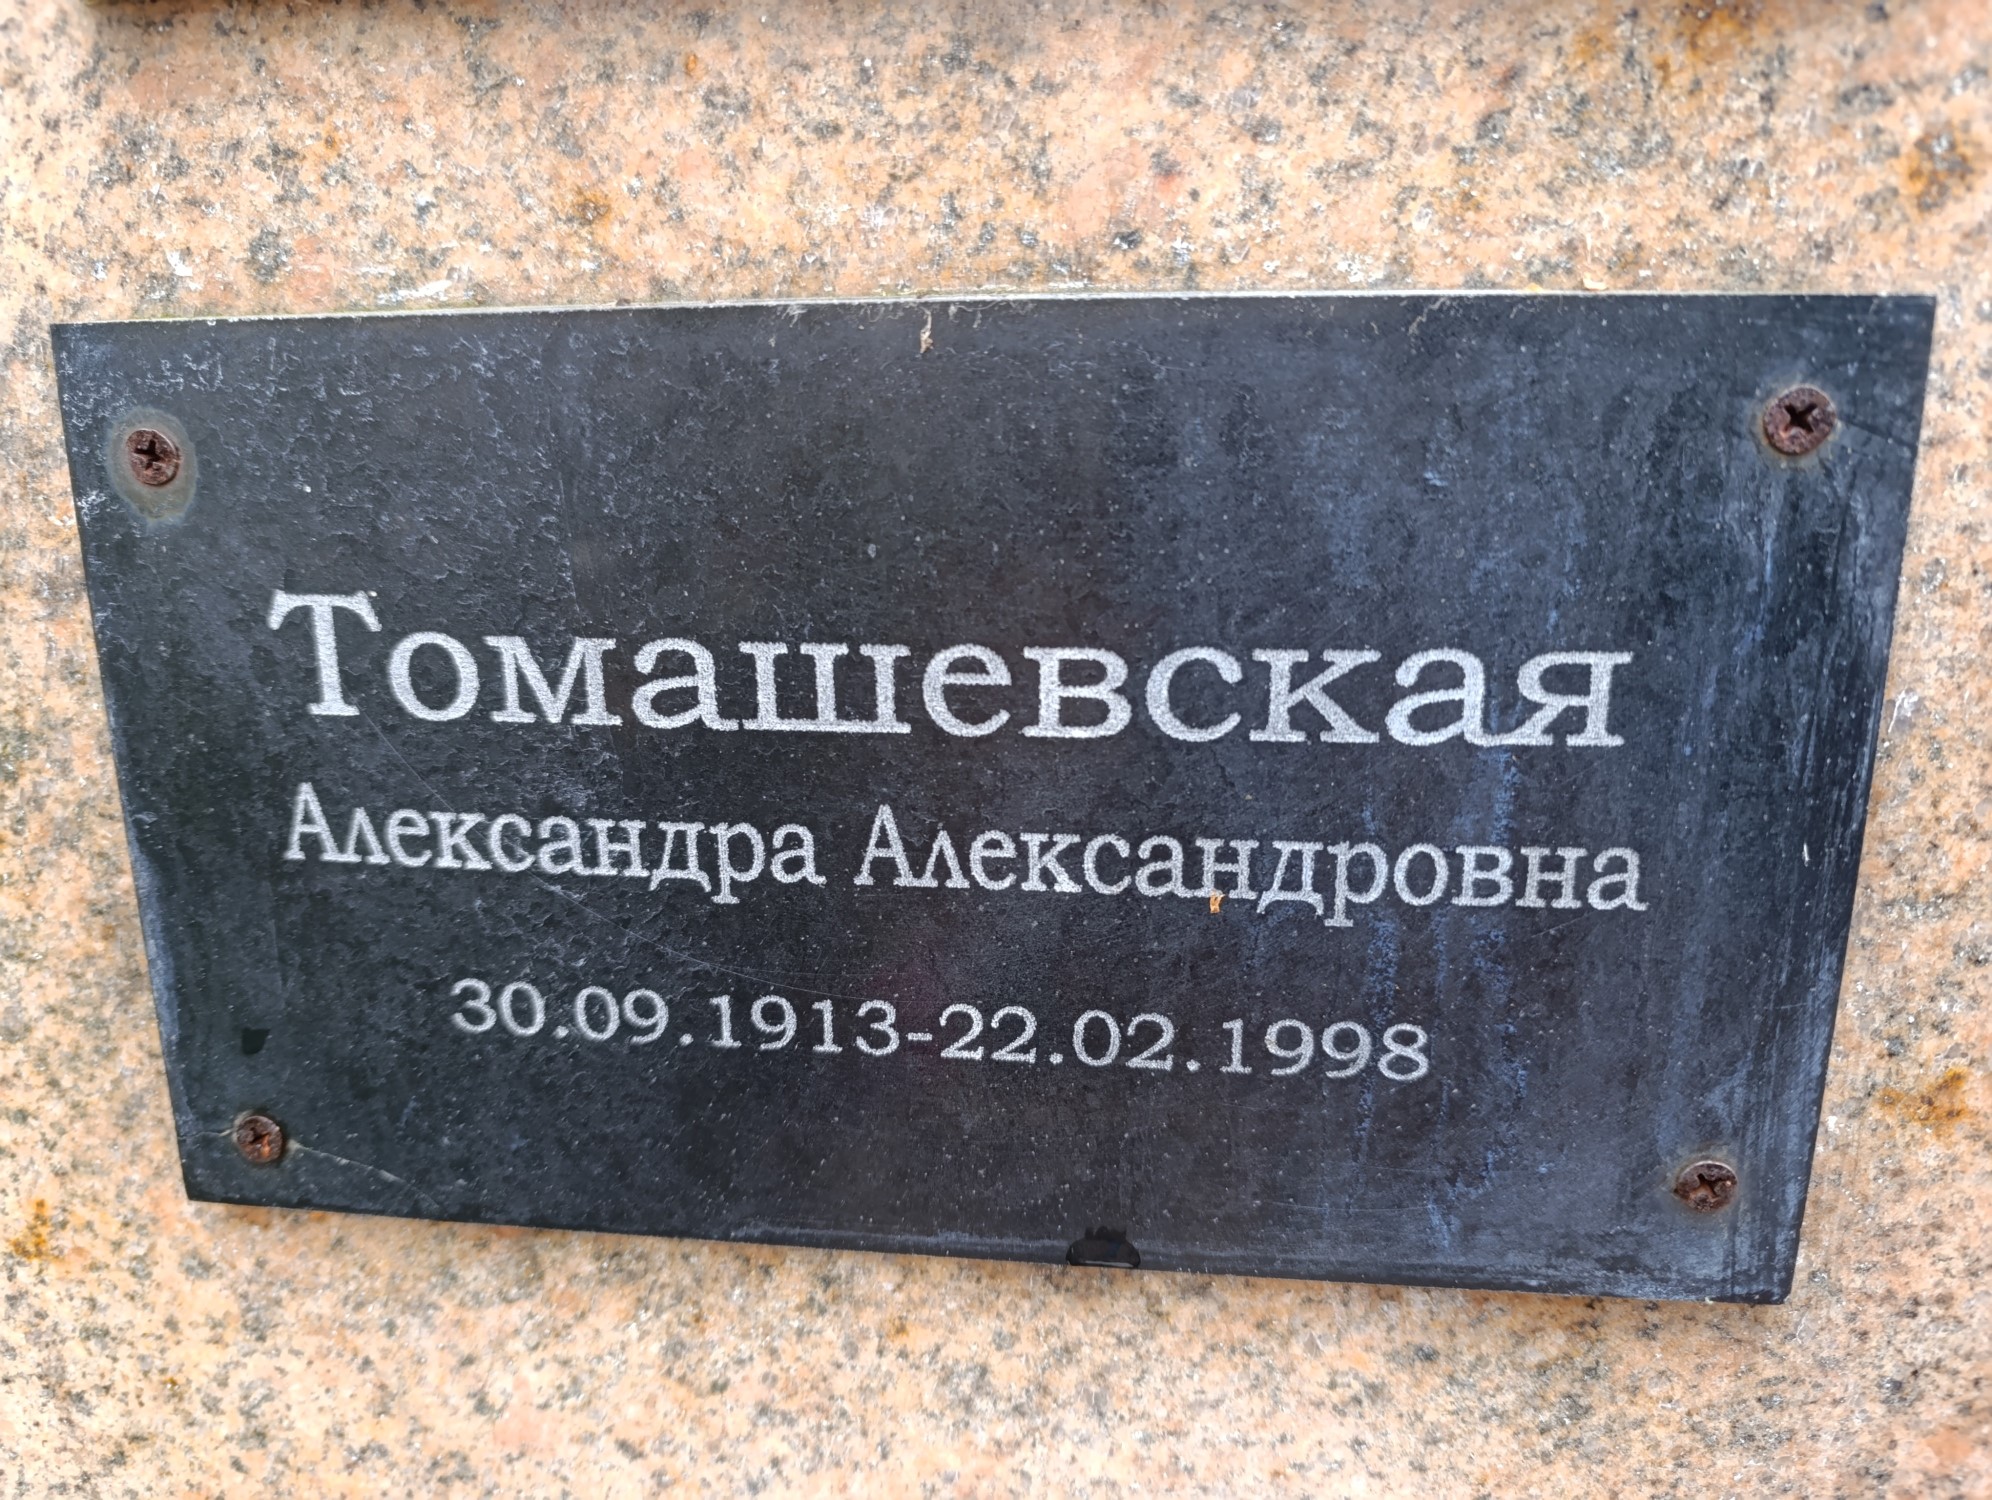 Томашевская
Александра Александровна
30.09.1913-22.02.1998